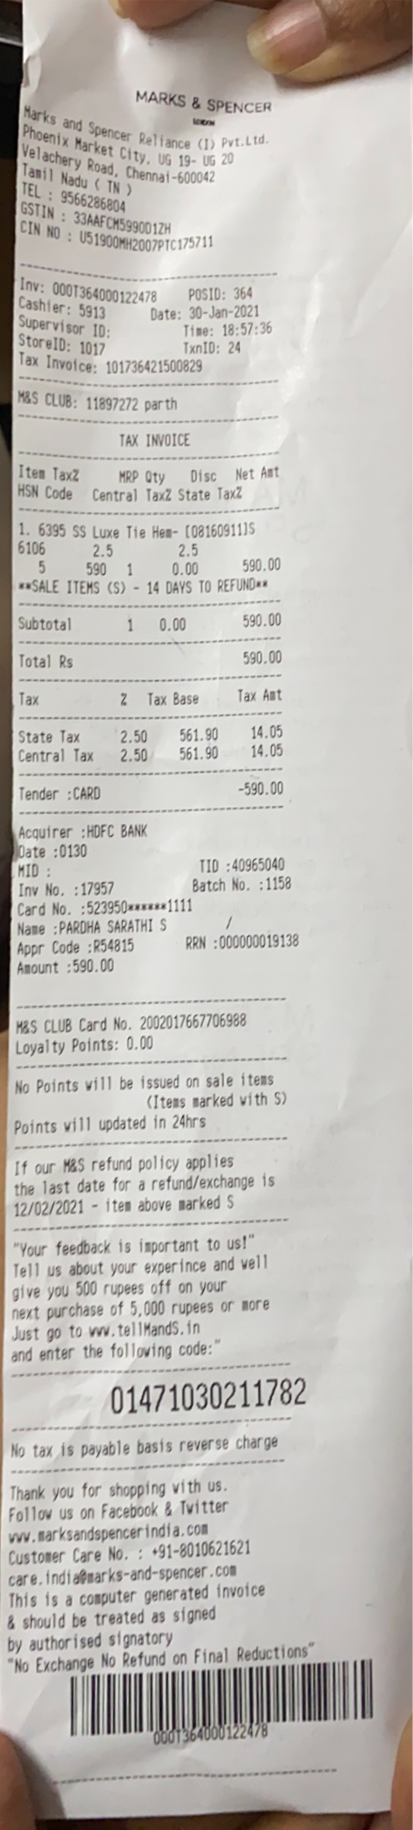 MARKS & SPENCER
LONDON
Marks and Spencer Reliance (I) Pvt.Ltd.
Phoenix Market City, UG 19- UG 20
Velachery Road, Chennai-600042
Tamil Nadu ( TN )
TEL : 9566286804
GSTIN : 33AAFCM5990D1ZH
CIN NO : U51900MH2007PTC175711
Inv: 000T364000122478 POSID: 364
Cashier: 5913 Date: 30-Jan-2021
Supervisor ID: Time: 18:57:36
StoreID: 1017 TxnID: 24
Tax Invoice: 101736421500829
M&S CLUB: 11897272 parth
TAX INVOICE
Item Tax% MRP Qty Disc Net Amt
HSN Code Central Tax% State Tax%
1. 6395 SS Luxe Tie Hem- [08160911]S
6106 2.5 2.5
5 590 1 0.00 590.00
**SALE ITEMS (S) - 14 DAYS TO REFUND**
Subtotal 1 0.00 590.00
Total Rs 590.00
Tax % Tax Base Tax Amt
State Tax 2.50 561.90 14.05
Central Tax 2.50 561.90 14.05
Tender :CARD -590.00
Acquirer :HDFC BANK
Date :0130
MID : TID :40965040
Inv No. :17957 Batch No. :1158
Card No. :523950******1111
Name :PARDHA SARATHI S /
Appr Code :R54815 RRN :000000019138
Amount :590.00
M&S CLUB Card No. 2002017667706988
Loyalty Points: 0.00
No Points will be issued on sale items
(Items marked with S)
Points will updated in 24hrs
If our M&S refund policy applies
the last date for a refund/exchange is
12/02/2021 - item above marked S
"Your feedback is important to us!"
Tell us about your experince and well
give you 500 rupees off on your
next purchase of 5,000 rupees or more
Just go to www.tellMandS.in
and enter the following code:"
01471030211782
No tax is payable basis reverse charge
Thank you for shopping with us.
Follow us on Facebook & Twitter
www.marksandspencerindia.com
Customer Care No. : +91-8010621621
care.india@marks-and-spencer.com
This is a computer generated invoice
& should be treated as signed
by authorised signatory
"No Exchange No Refund on Final Reductions"
000T364000122478